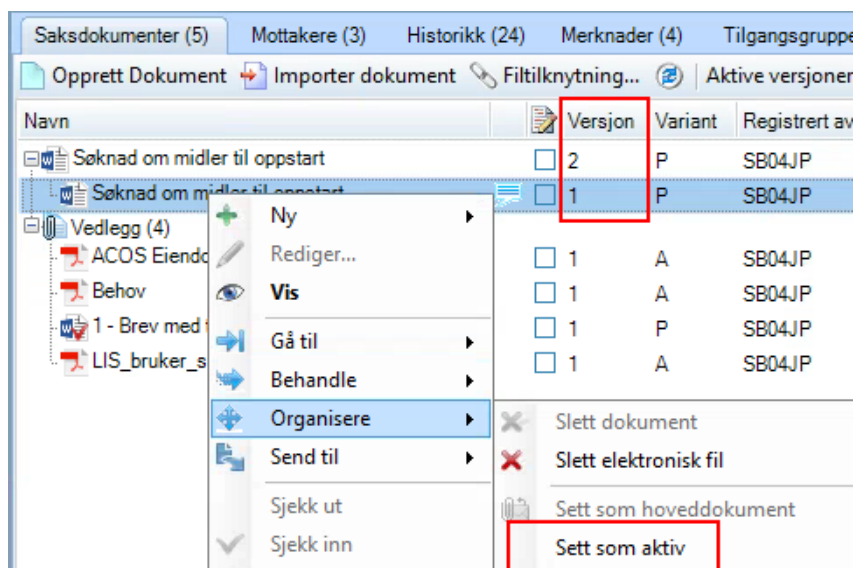 Saksdokumenter (5) Mottakere (3) Historikk (24) Merknader (4) Tilgangsgruppe
Opprett Dokument Importer dokument Filtilknytning... Aktive versjoner
Navn Versjon Variant Registrert av
Søknad om midler til oppstart 2 P SB04JP
Søknad om midler til oppstart 1 P SB04JP
Vedlegg (4)
ACOS Eiendo 1 A SB04JP
Behov 1 A SB04JP
1 - Brev med 1 P SB04JP
LIS_bruker_s 1 A SB04JP
Ny
Rediger...
Vis
Gå til
Behandle
Organisere
Send til
Sjekk ut
Sjekk inn
Slett dokument
Slett elektronisk fil
Sett som hoveddokument
Sett som aktiv